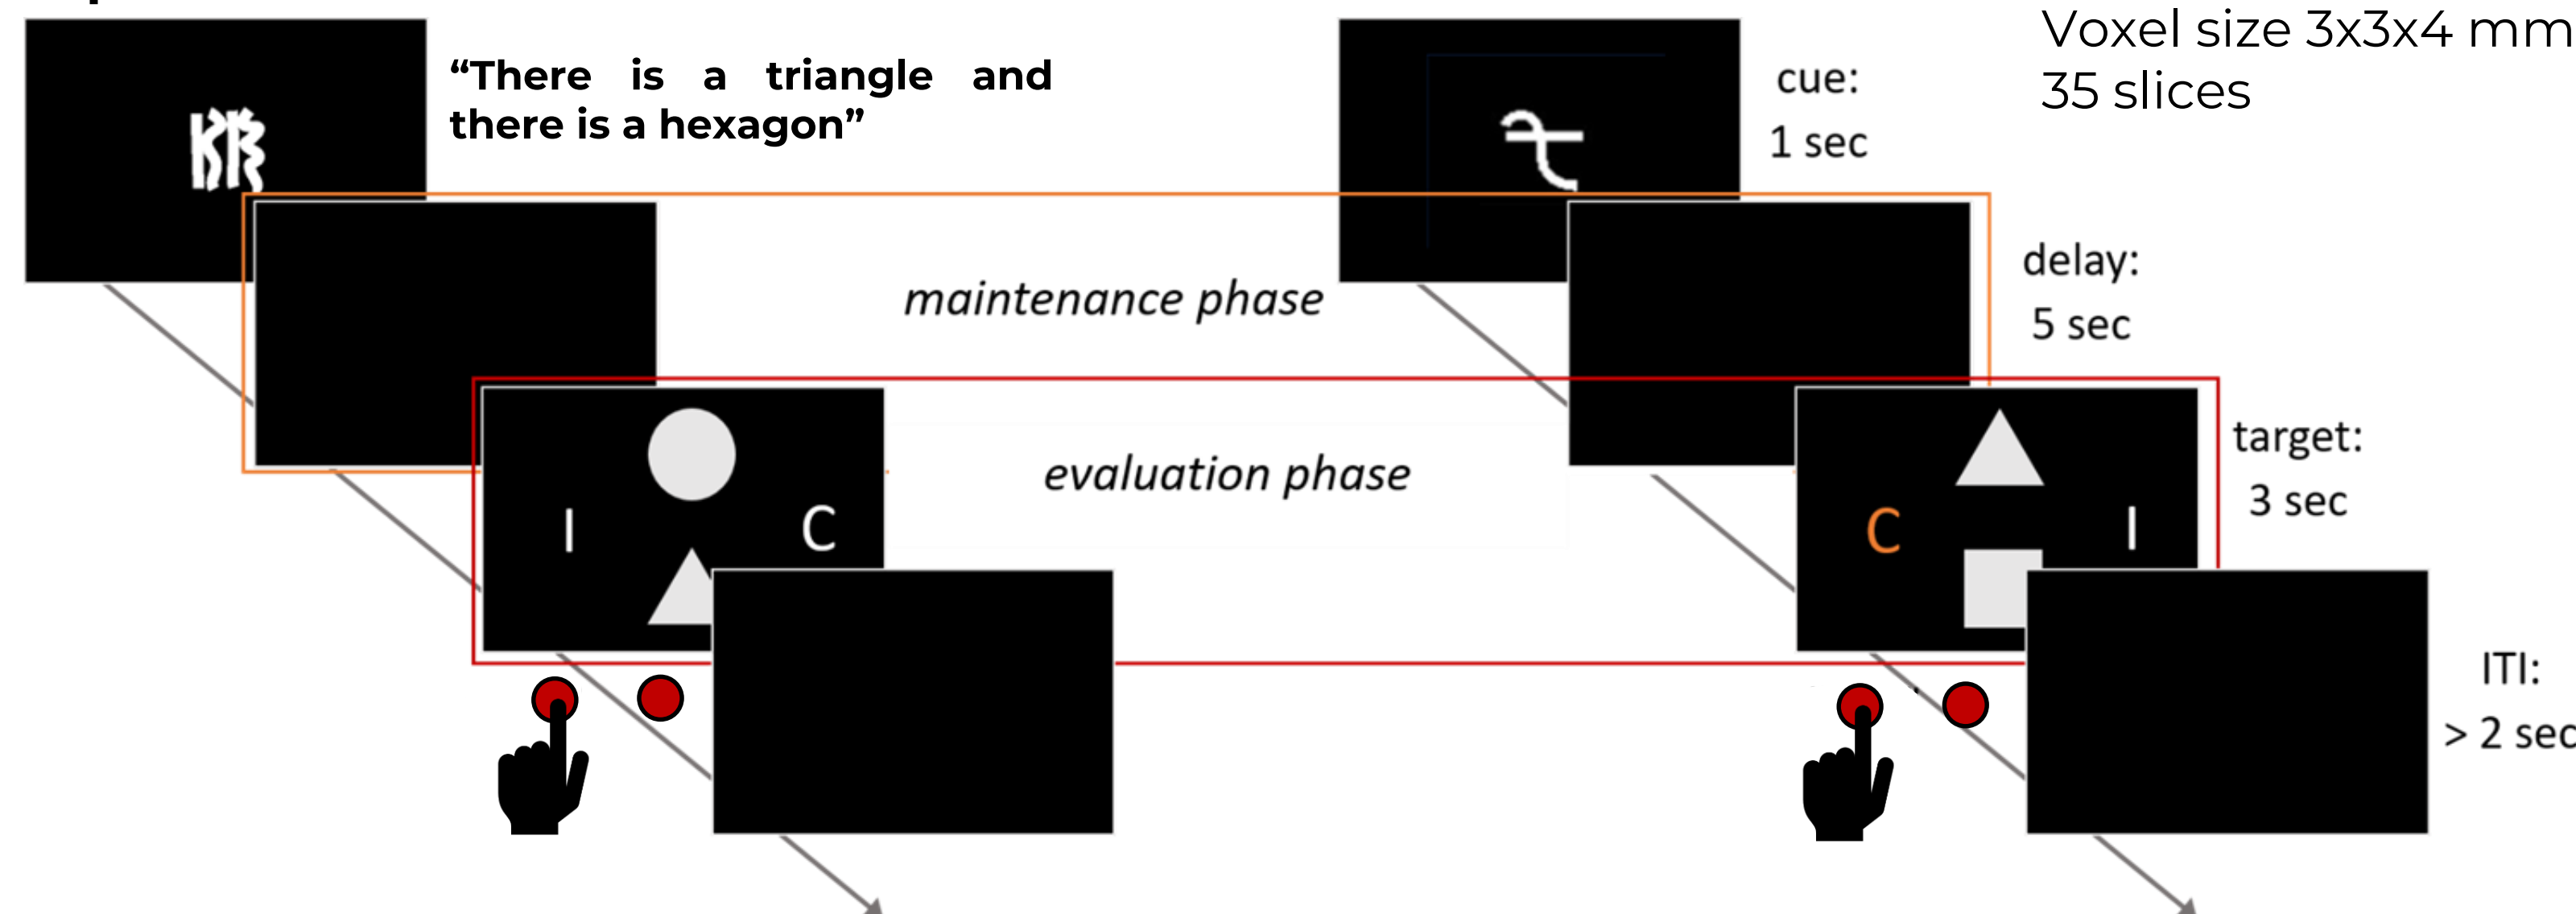 Voxel size 3x3x4 mm
35 slices
“There is a triangle and
there is a hexagon”
cue:
1 sec
maintenance phase
delay:
5 sec
evaluation phase
target:
3 sec
I
C
C
I
ITI:
> 2 sec